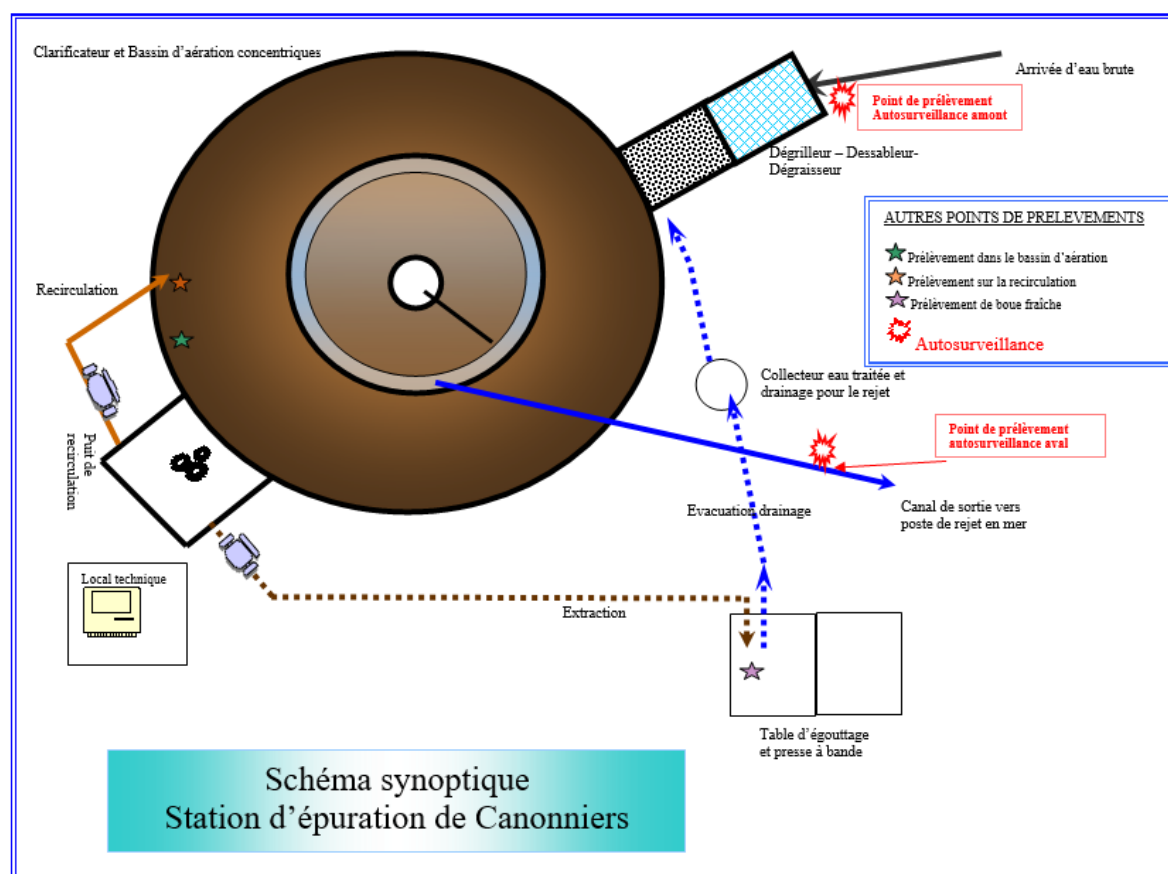 Clarificateur et Bassin d'aération concentriques
Arrivée d'eau brute
Point de prélèvement
Autosurveillance amont
Dégrilleur – Dessableur-
Dégraisseur
AUTRES POINTS DE PRELEVEMENTS
Prélèvement dans le bassin d'aération
Prélèvement sur la recirculation
Prélèvement de boue fraîche
Autosurveillance
Recirculation
Collecteur eau traitée et
drainage pour le rejet
Point de prélèvement
autosurveillance aval
Puit de
recirculation
Evacuation drainage
Canal de sortie vers
poste de rejet en mer
Local technique
Extraction
Table d'égouttage
et presse à bande
Schéma synoptique
Station d'épuration de Canonniers